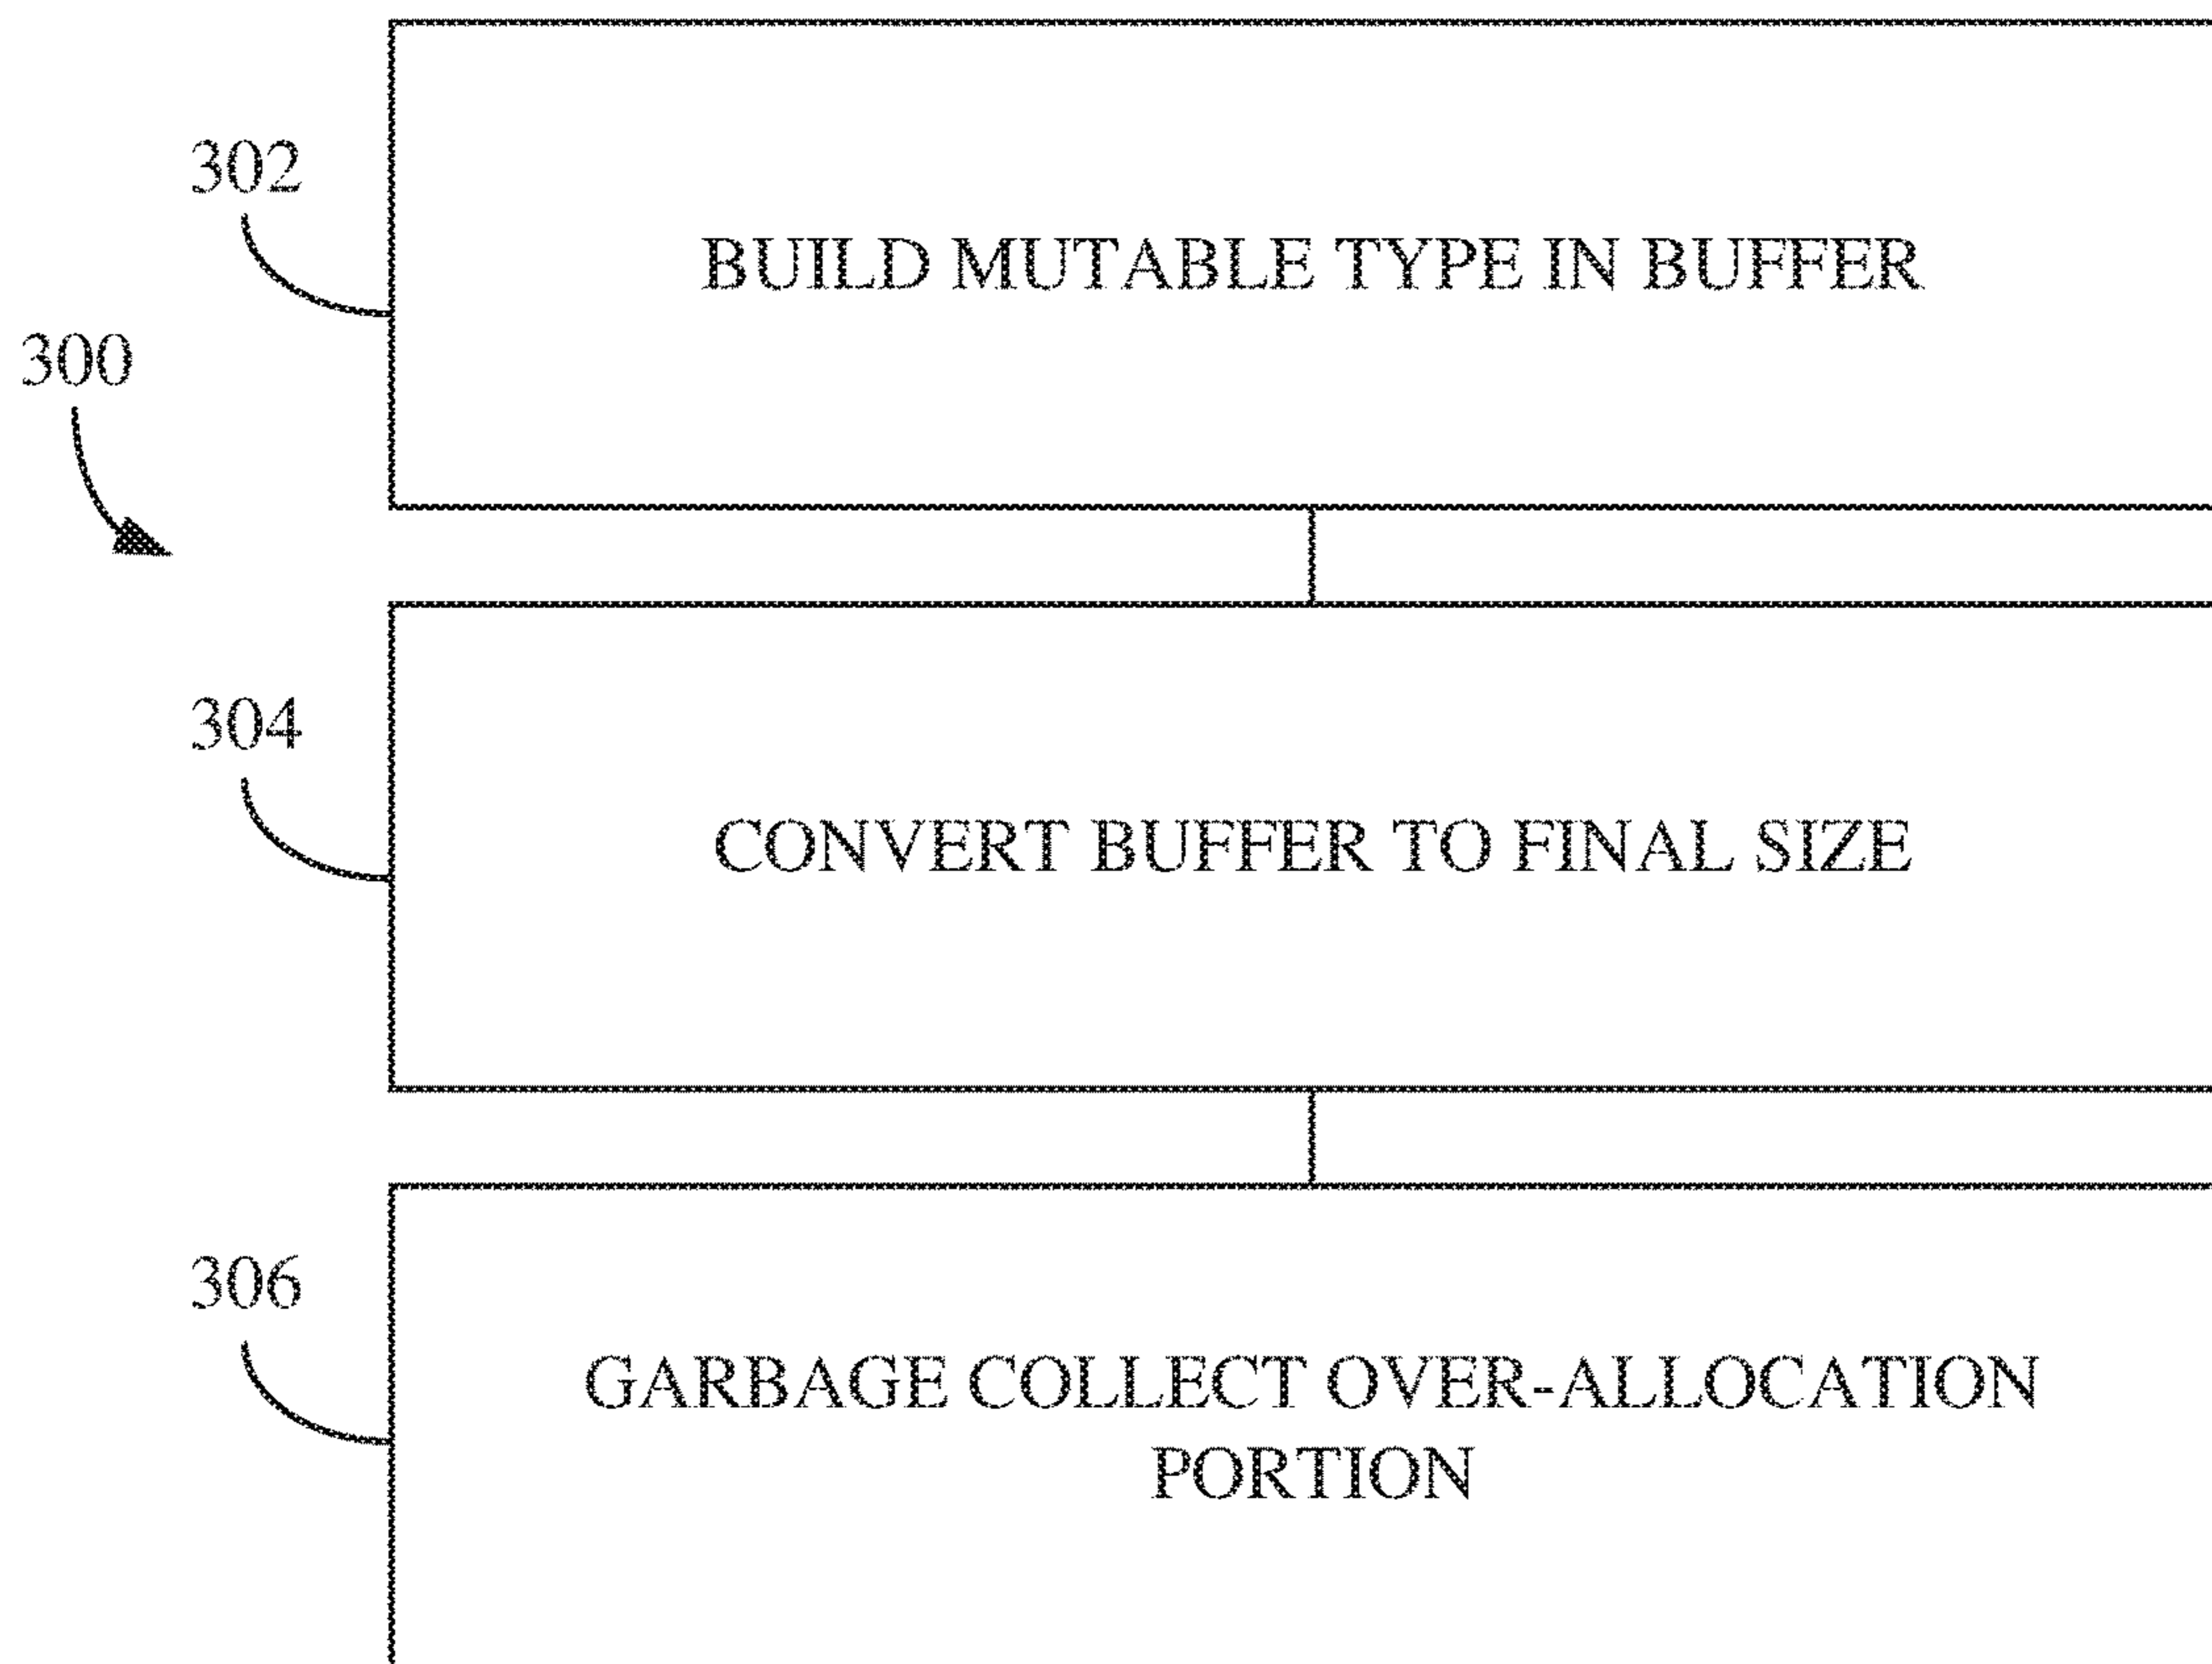 302
BUILD MUTABLE TYPE IN BUFFER
300
304
CONVERT BUFFER TO FINAL SIZE
306
GARBAGE COLLECT OVER-ALLOCATION
PORTION